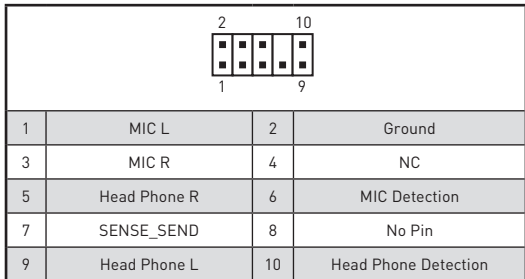 2 10
1 9
1 MIC L 2 Ground
3 MIC R 4 NC
5 Head Phone R 6 MIC Detection
7 SENSE_SEND 8 No Pin
9 Head Phone L 10 Head Phone Detection